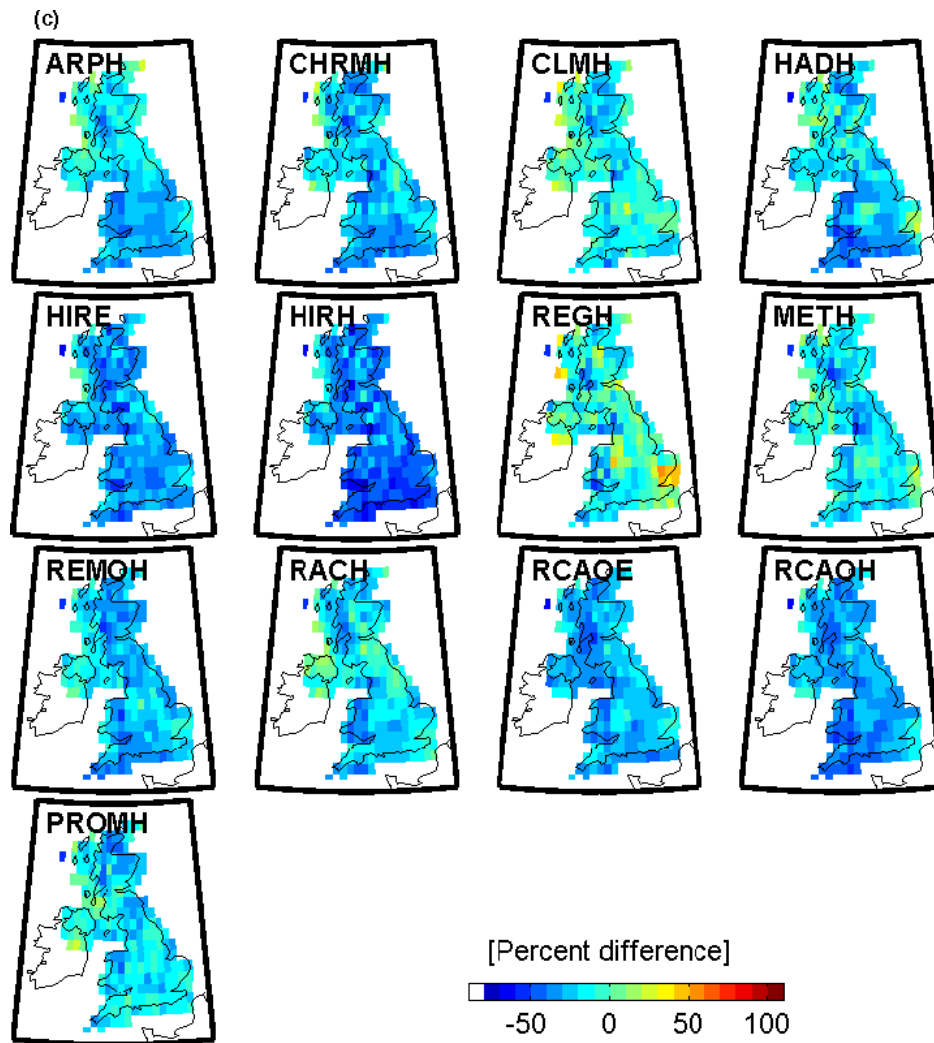 (c)
ARPH CHRMH CLMH HADH
HIRE HIRH REGH METH
REMOH RACH RCAOE RCAOH
PROMH
[Percent difference]
-50 0 50 100